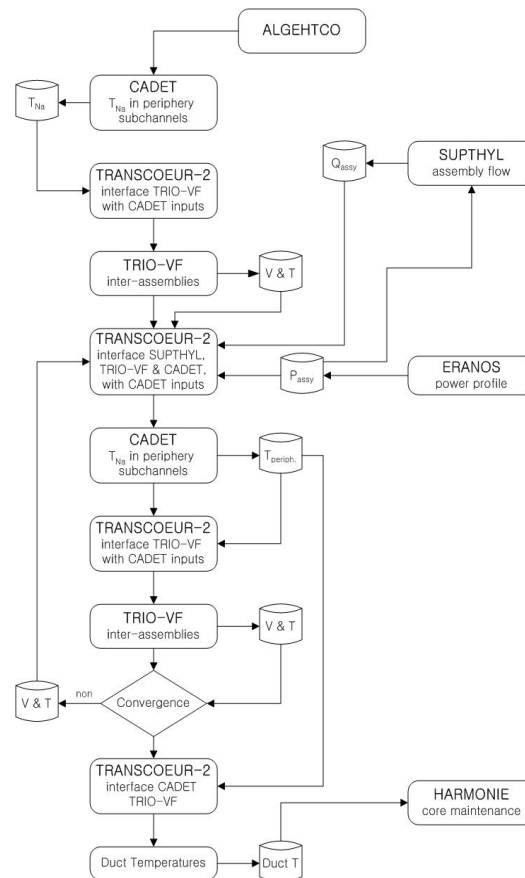 ALGEHTCO
CADET
T_Na in periphery
subchannels
T_Na
TRANSCOEUR-2
interface TRIO-VF
with CADET inputs
Q_assy
SUPTHYL
assembly flow
TRIO-VF
inter-assemblies
V & T
TRANSCOEUR-2
interface SUPTHYL,
TRIO-VF & CADET,
with CADET inputs
P_assy
ERANOS
power profile
CADET
T_Na in periphery
subchannels
T_periph.
TRANSCOEUR-2
interface TRIO-VF
with CADET inputs
TRIO-VF
inter-assemblies
V & T
V & T
non
Convergence
TRANSCOEUR-2
interface CADET
TRIO-VF
HARMONIE
core maintenance
Duct Temperatures
Duct T